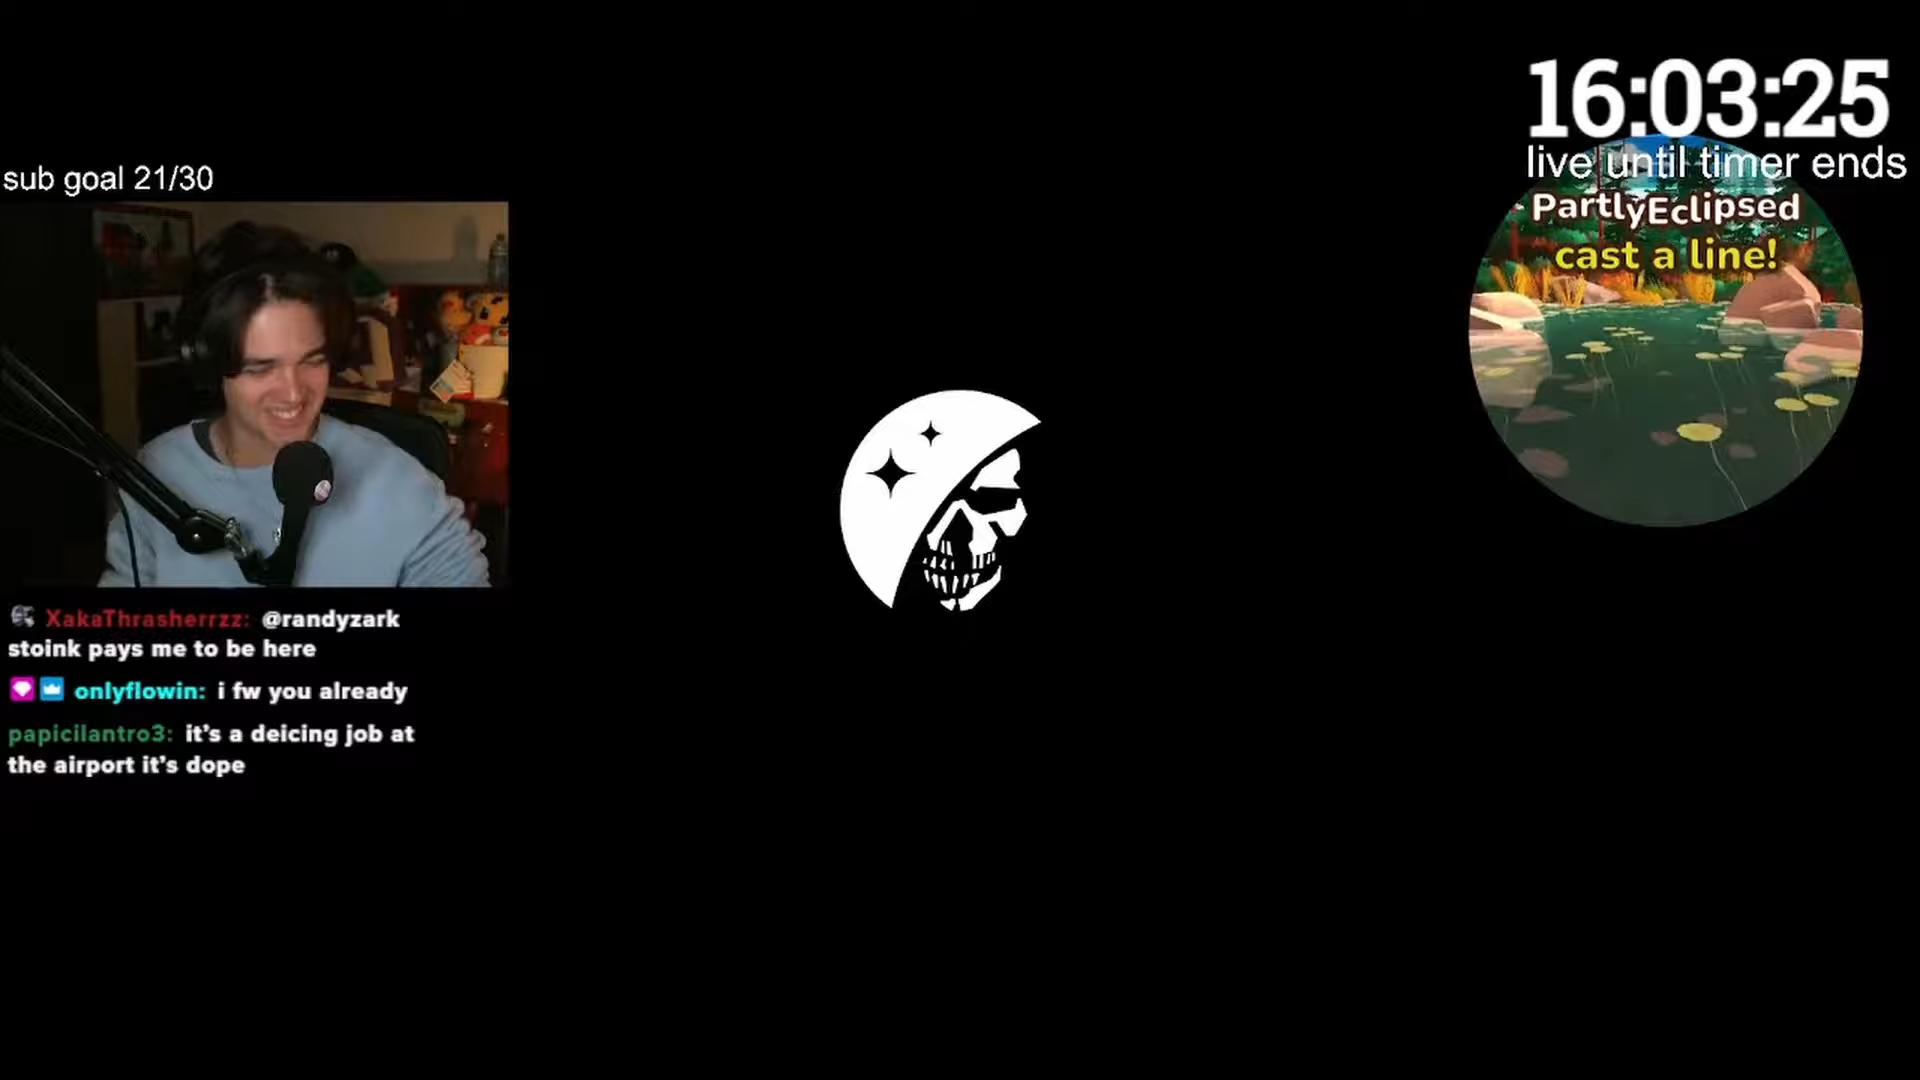 16:03:25
live until timer ends
PartlyEclipsed
cast a line!
sub goal 21/30
XakaThrasherrzz: @randyzark
stoink pays me to be here
onlyflowin: i fw you already
papicilantro3: it’s a deicing job at
the airport it’s dope